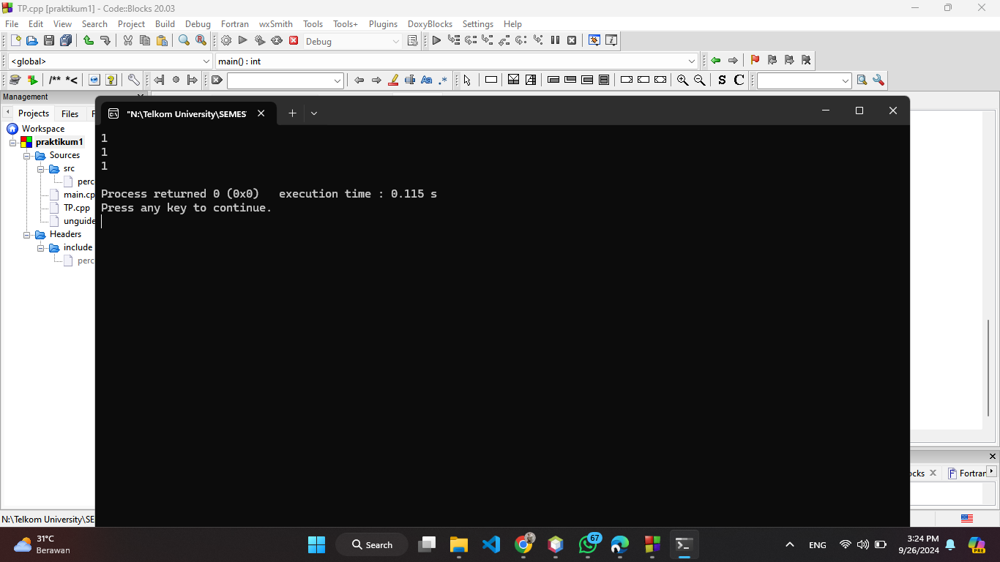 TP.cpp [praktikum1] - Code::Blocks 20.03
File Edit View Search Project Build Debug Fortran wxSmith Tools Tools+ Plugins DoxyBlocks Settings Help
Debug
<global> main() : int
/** *< Aa .* S C
Management
Projects Files F
"N:\Telkom University\SEMES
Workspace
praktikum1
Sources
src
perc
main.cp
TP.cpp
unguide
Headers
include
perc
1
1
1
Process returned 0 (0x0)   execution time : 0.115 s
Press any key to continue.
ocks Fortran
N:\Telkom University\SE
31°C
Berawan
Search
67
ENG
3:24 PM
9/26/2024
PRE